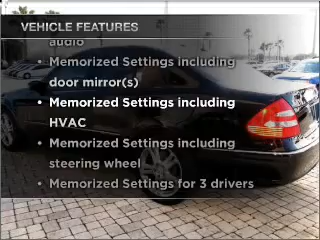 VEHICLE FEATURES
audio
• Memorized Settings including
door mirror(s)
• Memorized Settings including
HVAC
• Memorized Settings including
steering wheel
• Memorized Settings for 3 drivers